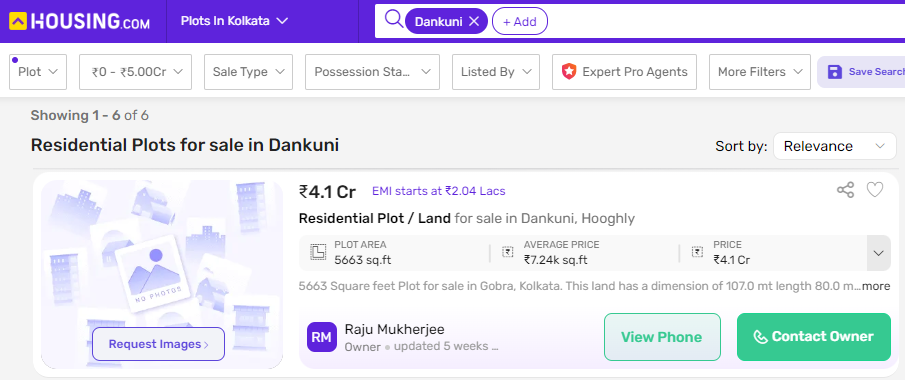 HOUSING.COM
Plots In Kolkata
Dankuni
+ Add
Plot
₹0 - ₹5.00Cr
Sale Type
Possession Sta...
Listed By
Expert Pro Agents
More Filters
Save Search
Showing 1 - 6 of 6
Residential Plots for sale in Dankuni
Sort by: Relevance
NO PHOTOS
Request Images
₹4.1 Cr EMI starts at ₹2.04 Lacs
Residential Plot / Land for sale in Dankuni, Hooghly
PLOT AREA
5663 sq.ft
AVERAGE PRICE
₹7.24k sq.ft
PRICE
₹4.1 Cr
5663 Square feet Plot for sale in Gobra, Kolkata. This land has a dimension of 107.0 mt length 80.0 m...more
RM
Raju Mukherjee
Owner • updated 5 weeks ...
View Phone
Contact Owner